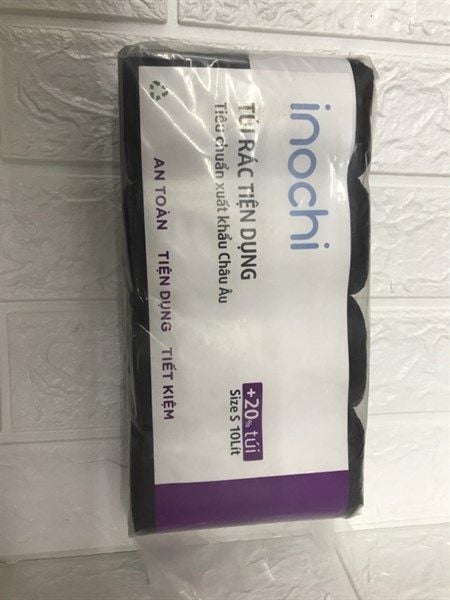 inochi
TÚI RÁC TIỆN DỤNG
Tiêu chuẩn xuất khẩu Châu Âu
+20% túi
Size S 10Lít
AN TOÀN TIỆN DỤNG TIẾT KIỆM